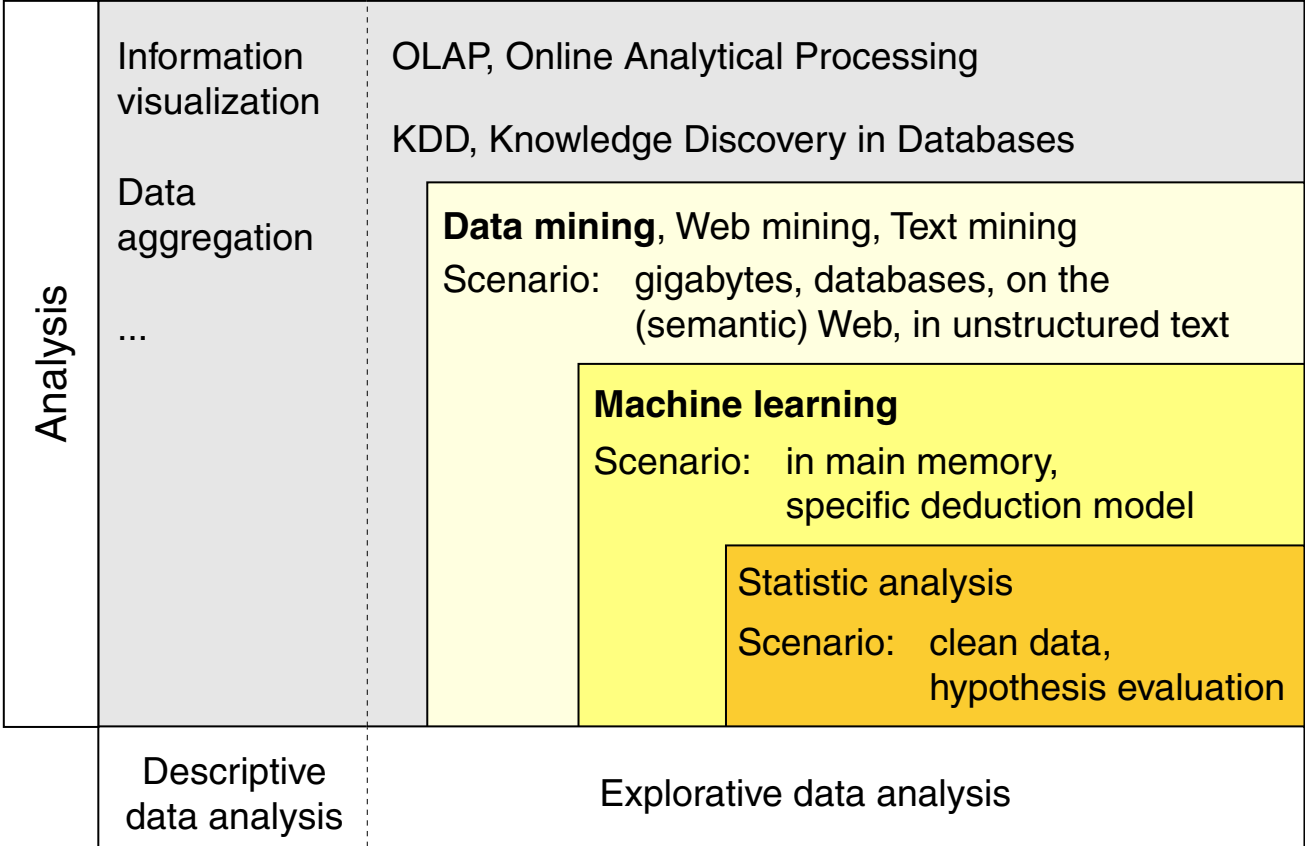 Analysis
Information
visualization
Data
aggregation
...
OLAP, Online Analytical Processing
KDD, Knowledge Discovery in Databases
Data mining, Web mining, Text mining
Scenario: gigabytes, databases, on the
(semantic) Web, in unstructured text
Machine learning
Scenario: in main memory,
specific deduction model
Statistic analysis
Scenario: clean data,
hypothesis evaluation
Descriptive
data analysis
Explorative data analysis